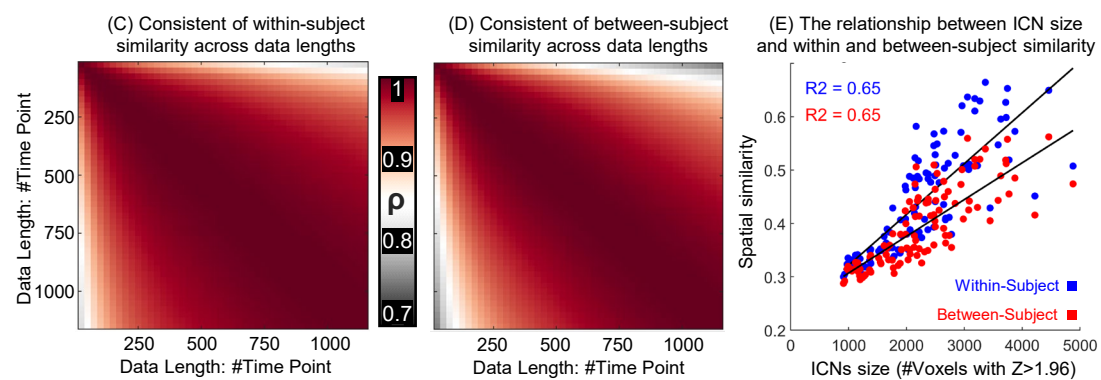 (C) Consistent of within-subject
similarity across data lengths
Data Length: #Time Point
250
500
750
1000
250
500
750
1000
Data Length: #Time Point
1
0.9
ρ
0.8
0.7
(D) Consistent of between-subject
similarity across data lengths
250
500
750
1000
Data Length: #Time Point
(E) The relationship between ICN size
and within and between-subject similarity
R2 = 0.65
R2 = 0.65
Spatial similarity
0.6
0.5
0.4
0.3
0.2
Within-Subject
Between-Subject
0
1000
2000
3000
4000
5000
ICNs size (#Voxels with Z>1.96)